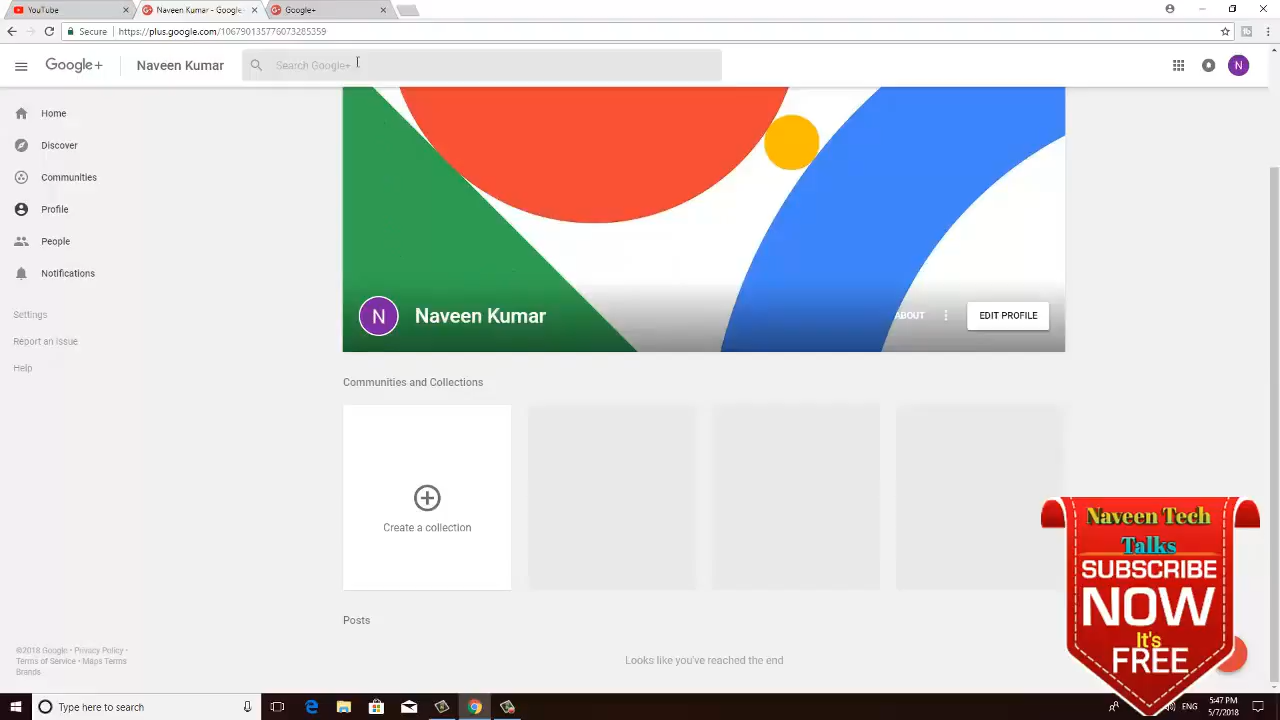 YouTube
Naveen Kumar - Google
Google+
Secure
https://plus.google.com/106790135776073285359
Google+
Naveen Kumar
Search Google+
N
Home
Discover
Communities
Profile
People
Notifications
Settings
Report an issue
Help
N
Naveen Kumar
ABOUT
EDIT PROFILE
Communities and Collections
Create a collection
Posts
Looks like you've reached the end
©2018 Google • Privacy Policy •
Terms of Service • Maps Terms
Brands
Naveen Tech
Talks
SUBSCRIBE
NOW
It's
FREE
Type here to search
ENG
5:47 PM
5/7/2018